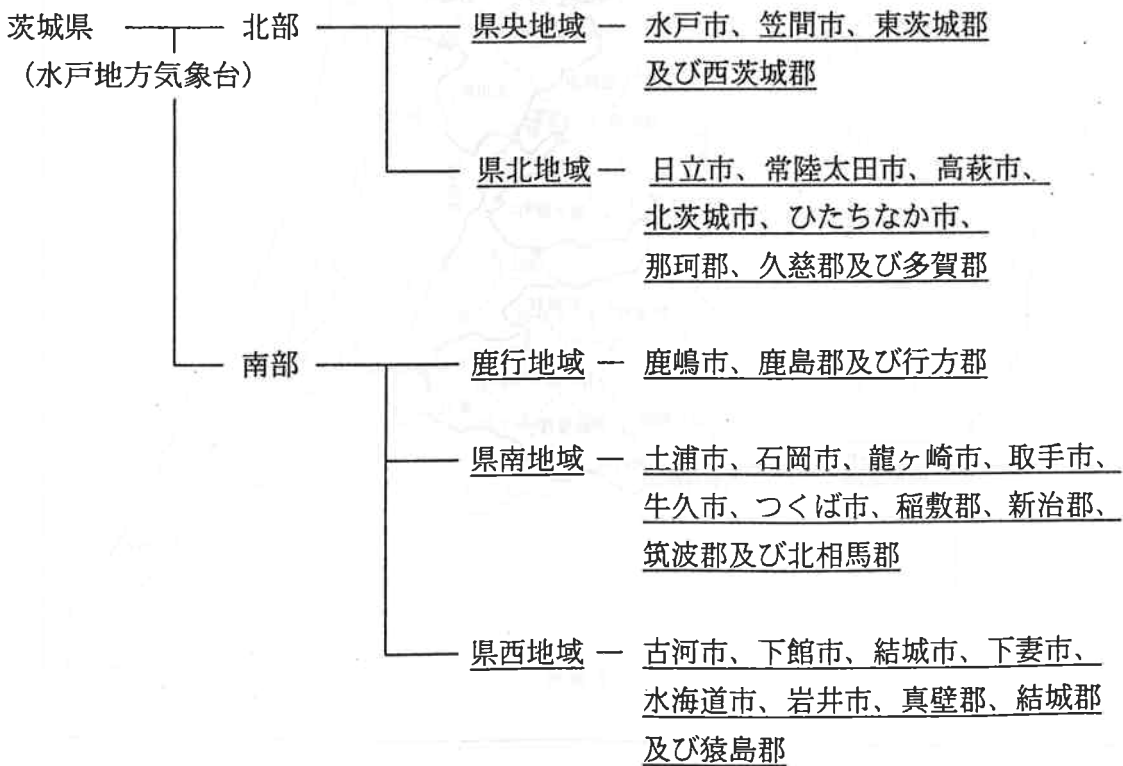 茨城県 北部 県央地域 ― 水戸市、笠間市、東茨城郡
(水戸地方気象台) 及び西茨城郡
県北地域 ― 日立市、常陸太田市、高萩市、
北茨城市、ひたちなか市、
那珂郡、久慈郡及び多賀郡
南部 鹿行地域 ― 鹿嶋市、鹿島郡及び行方郡
県南地域 ― 土浦市、石岡市、龍ヶ崎市、取手市、
牛久市、つくば市、稲敷郡、新治郡、
筑波郡及び北相馬郡
県西地域 ― 古河市、下館市、結城市、下妻市、
水海道市、岩井市、真壁郡、結城郡
及び猿島郡